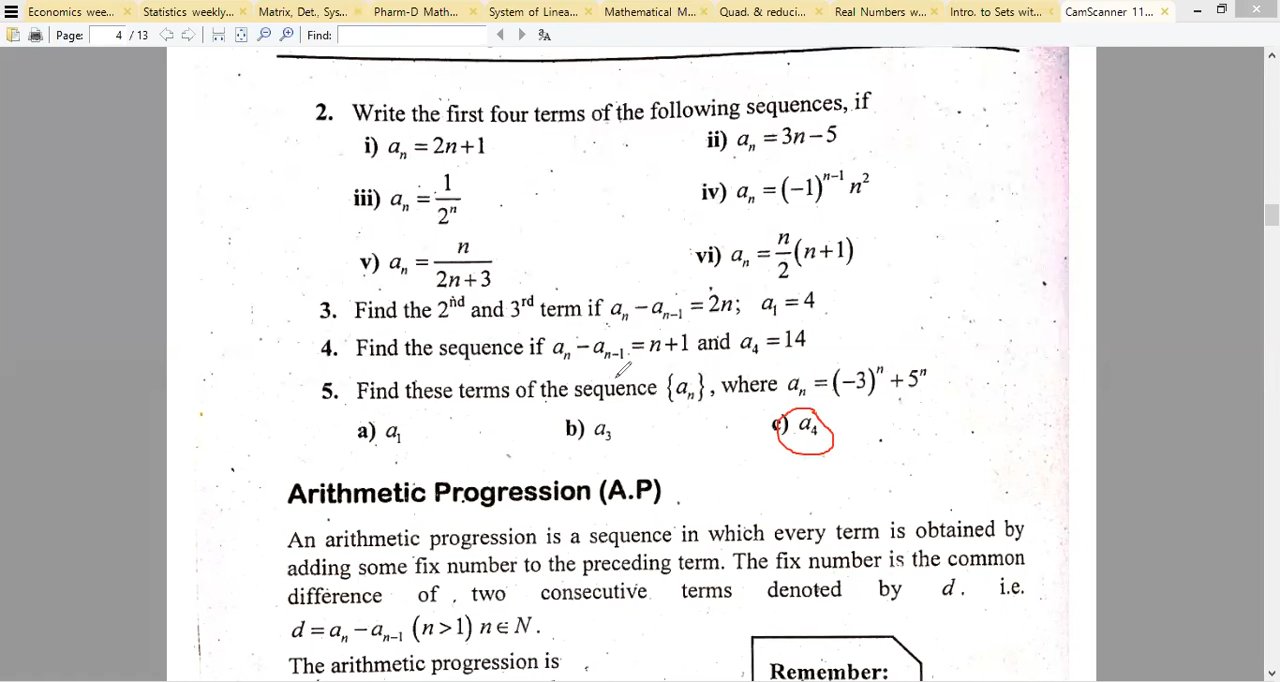 Economics wee... Statistics weekly... Matrix, Det., Sys... Pharm-D Math... System of Linea... Mathematical M... Quad. & reduci... Real Numbers w... Intro. to Sets wit... CamScanner 11...
Page: 4 / 13 Find:
2. Write the first four terms of the following sequences, if
i) aₙ = 2n+1 ii) aₙ = 3n−5
iii) aₙ = 1/2ⁿ iv) aₙ = (−1)ⁿ⁻¹ n²
v) aₙ = n/(2n+3) vi) aₙ = n/2 (n+1)
3. Find the 2ⁿᵈ and 3ʳᵈ term if aₙ − aₙ₋₁ = 2n; a₁ = 4
4. Find the sequence if aₙ − aₙ₋₁ = n+1 and a₄ = 14
5. Find these terms of the sequence {aₙ}, where aₙ = (−3)ⁿ + 5ⁿ
a) a₁ b) a₃ c) a₄
Arithmetic Progression (A.P)
An arithmetic progression is a sequence in which every term is obtained by
adding some fix number to the preceding term. The fix number is the common
difference of two consecutive terms denoted by d. i.e.
d = aₙ − aₙ₋₁ (n>1) n∈N.
The arithmetic progression is
Remember: